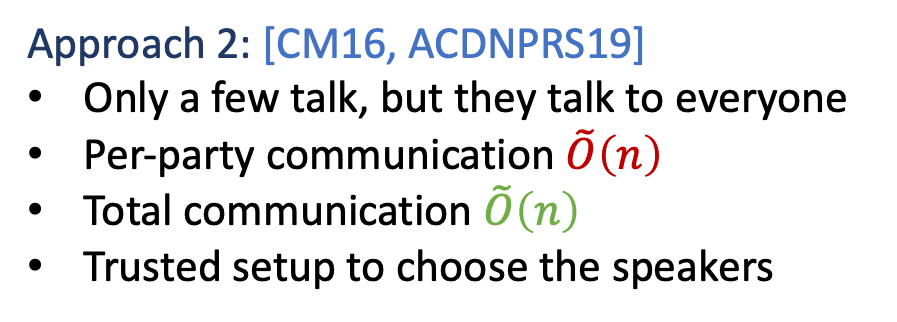 Approach 2: [CM16, ACDNPRS19]
• Only a few talk, but they talk to everyone
• Per-party communication Õ(n)
• Total communication Õ(n)
• Trusted setup to choose the speakers